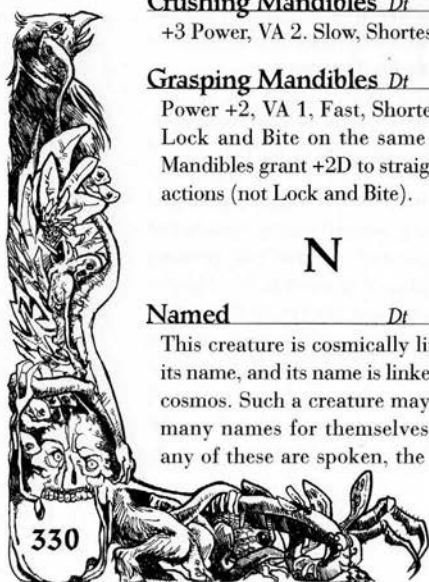 Crushing Mandibles Dt
+3 Power, VA 2. Slow, Shortes
Grasping Mandibles Dt
Power +2, VA 1, Fast, Shorte
Lock and Bite on the same
Mandibles grant +2D to straig
actions (not Lock and Bite).
N
Named Dt
This creature is cosmically li
its name, and its name is linke
cosmos. Such a creature may
many names for themselves
any of these are spoken, the
330